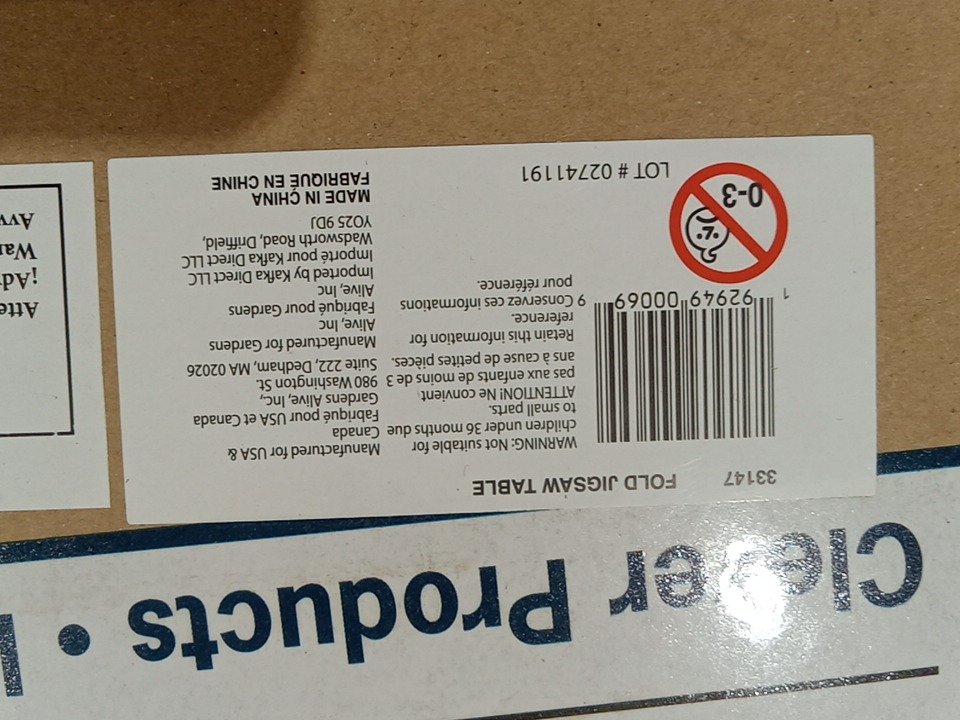 Clever Products •
33147 FOLD JIGSAW TABLE
1 92949 00069 9
0-3
LOT # 02741191
WARNING: Not suitable for
children under 36 months due
to small parts.
ATTENTION! Ne convient
pas aux enfants de moins de 3
ans à cause de petites pièces.
Retain this information for
reference.
Conservez ces informations
pour référence.
Manufactured for USA &
Canada
Fabriqué pour USA et Canada
Gardens Alive, Inc,
980 Washington St.
Suite 222, Dedham, MA 02026
Manufactured for Gardens
Alive, Inc
Fabriqué pour Gardens
Alive, Inc
Imported by Kafka Direct LLC
Importé pour Kafka Direct LLC
Wadsworth Road, Driffield,
YO25 9DJ
MADE IN CHINA
FABRIQUÉ EN CHINE